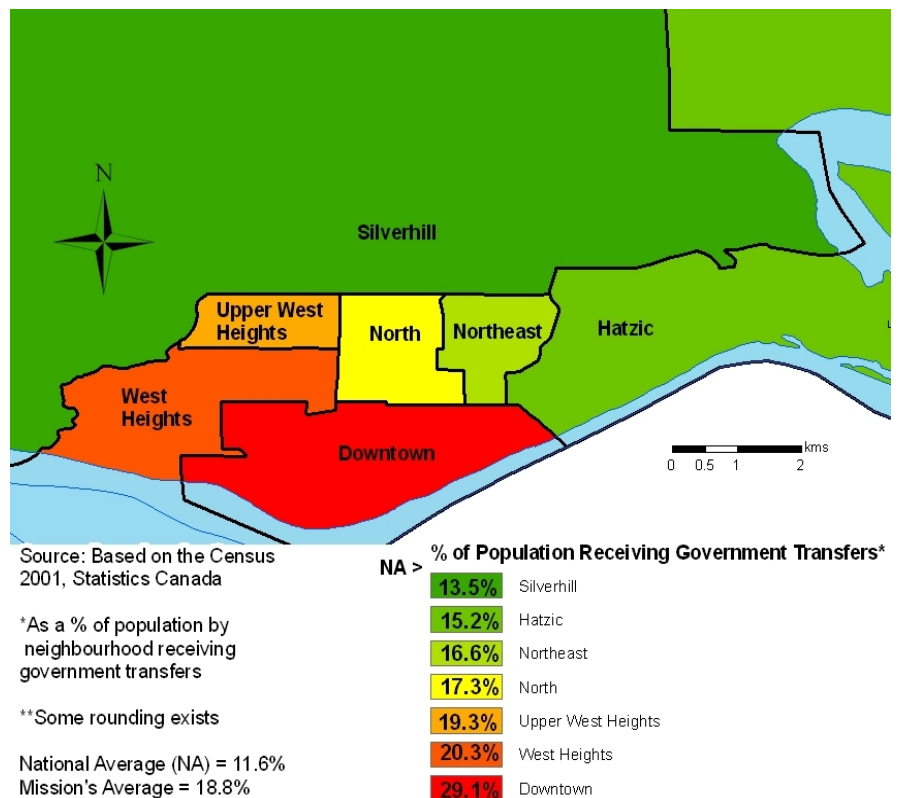 N
Silverhill
Upper West
Heights
North
Northeast
Hatzic
West
Heights
Downtown
kms
0 0.5 1 2
Source: Based on the Census
2001, Statistics Canada
*As a % of population by
neighbourhood receiving
government transfers
**Some rounding exists
National Average (NA) = 11.6%
Mission's Average = 18.8%
% of Population Receiving Government Transfers*
NA >
13.5% Silverhill
15.2% Hatzic
16.6% Northeast
17.3% North
19.3% Upper West Heights
20.3% West Heights
29.1% Downtown